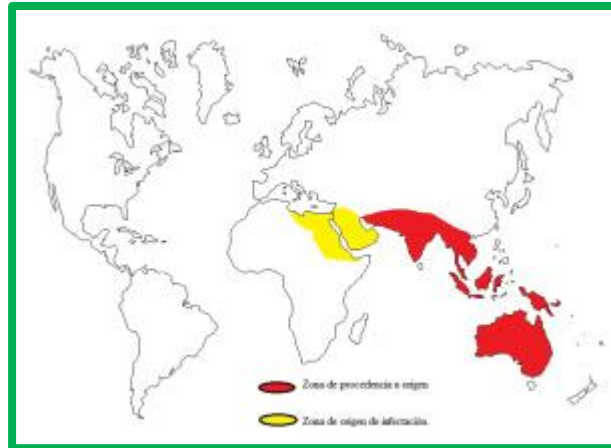 Zona de procedencia u origen
Zona de origen de infectación.